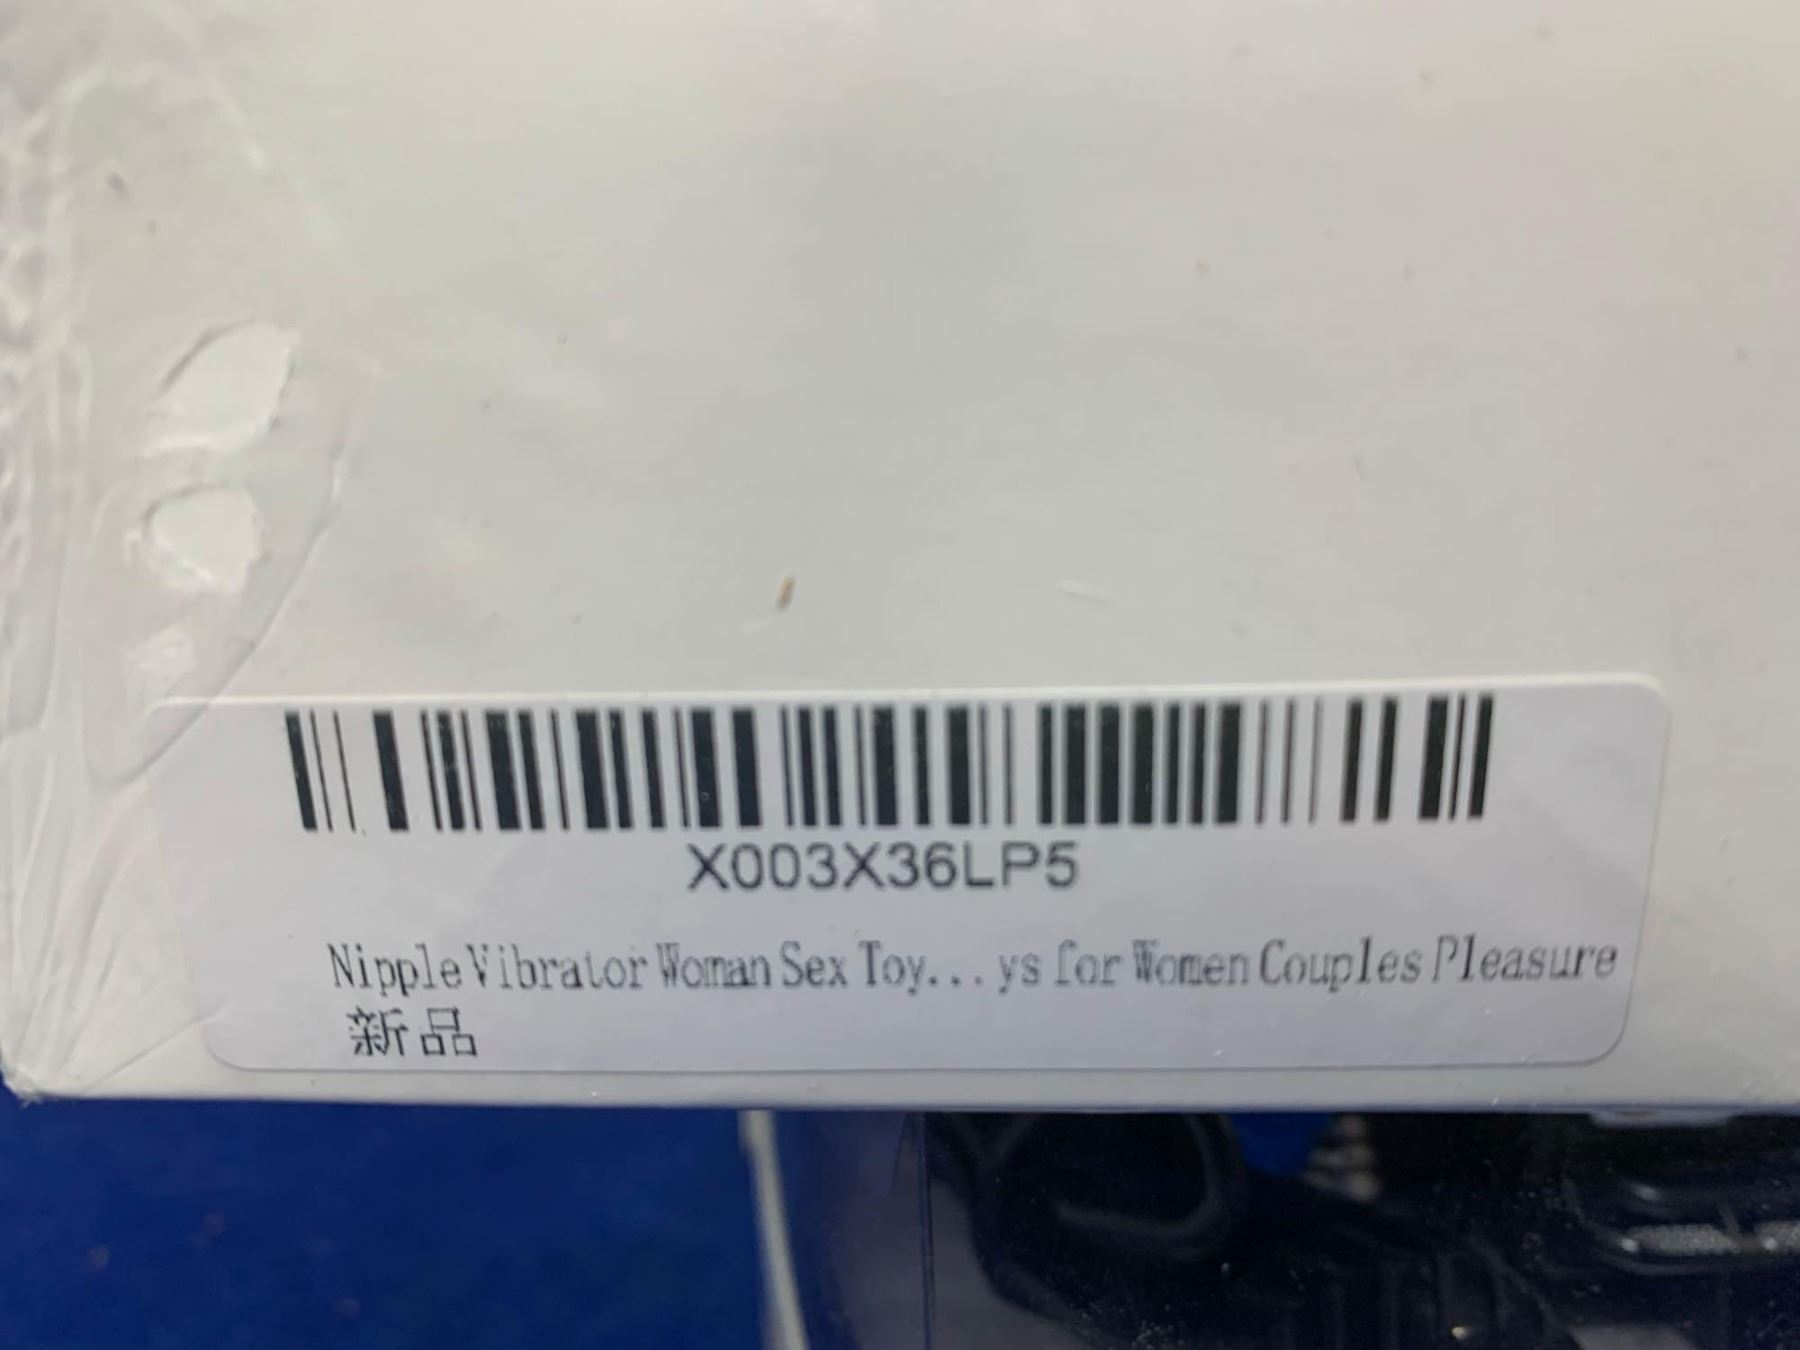 X003X36LP5
Nipple Vibrator Woman Sex Toy...ys for Women Couples Pleasure
新品